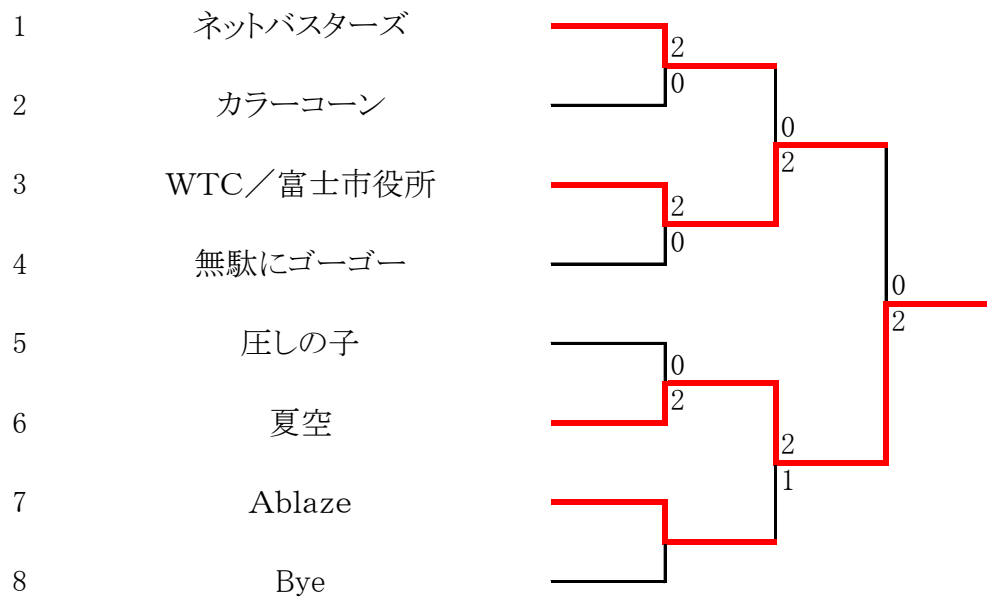 1 ネットバスターズ
2
0
2 カラーコーン
0
2
3 WTC／富士市役所
2
0
4 無駄にゴーゴー
0
2
5 圧しの子
0
2
6 夏空
2
1
7 Ablaze
8 Bye